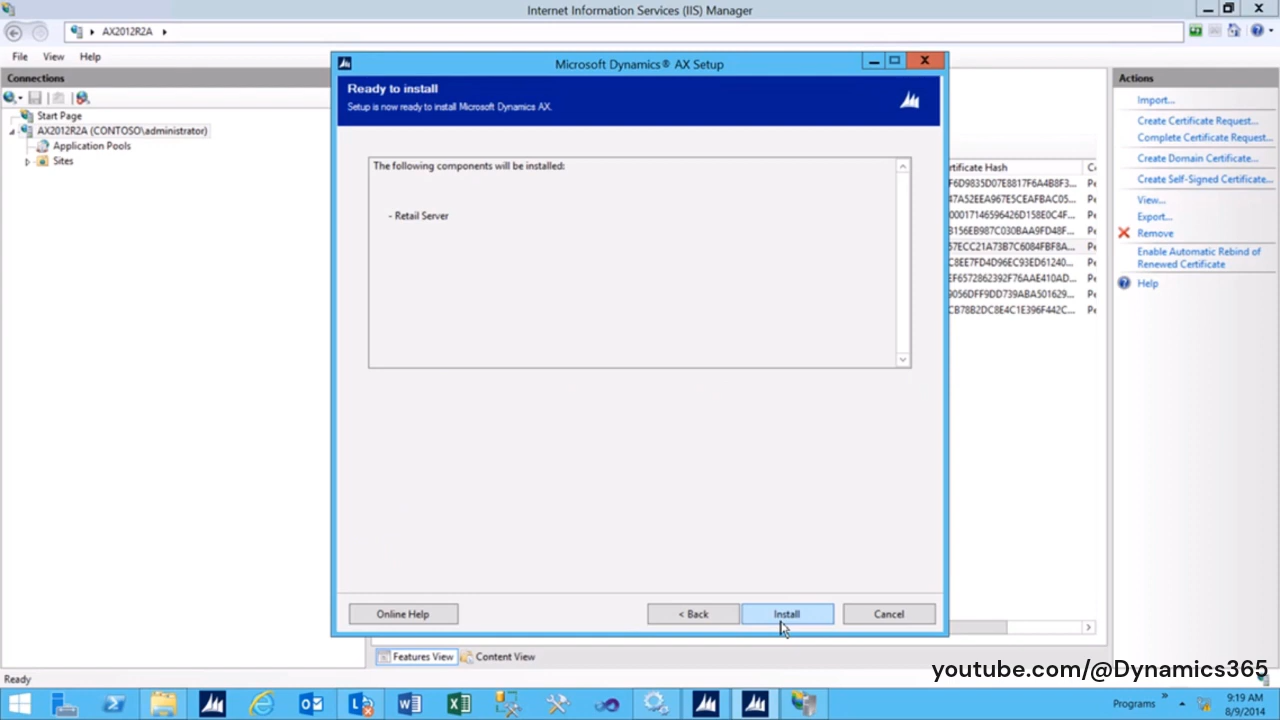 Internet Information Services (IIS) Manager
AX2012R2A
File View Help
Connections
Start Page
AX2012R2A (CONTOSO\administrator)
Application Pools
Sites
Microsoft Dynamics® AX Setup
Ready to install
Setup is now ready to install Microsoft Dynamics AX.
The following components will be installed:
- Retail Server
Online Help
< Back
Install
Cancel
Actions
Import...
Create Certificate Request...
Complete Certificate Request...
Create Domain Certificate...
Create Self-Signed Certificate...
View...
Export...
Remove
Enable Automatic Rebind of
Renewed Certificate
Help
Features View
Content View
Ready
youtube.com/@Dynamics365
Programs
9:19 AM
8/9/2014